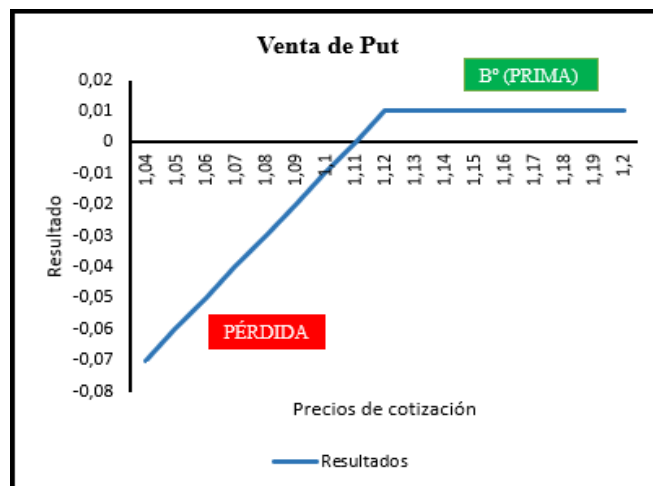 Venta de Put
Bº (PRIMA)
0,02
0,01
0
-0,01
-0,02
-0,03
-0,04
-0,05
-0,06
-0,07
-0,08
Resultado
1,04 1,05 1,06 1,07 1,08 1,09 1,1 1,11 1,12 1,13 1,14 1,15 1,16 1,17 1,18 1,19 1,2
PÉRDIDA
Precios de cotización
Resultados